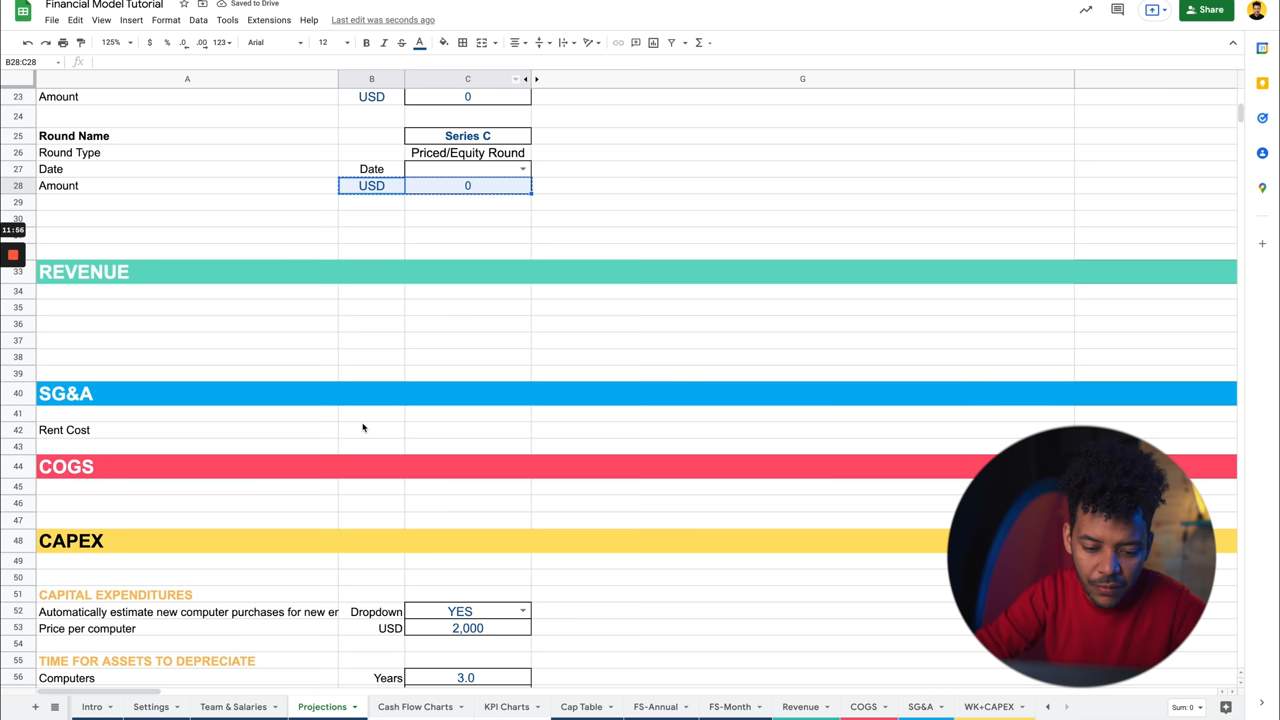 Financial Model Tutorial
Saved to Drive
File Edit View Insert Format Data Tools Extensions Help Last edit was seconds ago
Share
125% $ % .0 .00 123 Arial 12
B28:C28 fx
A B C G
23 Amount USD 0
24
25 Round Name Series C
26 Round Type Priced/Equity Round
27 Date Date
28 Amount USD 0
29
30
11:56
33 REVENUE
34
35
36
37
38
39
40 SG&A
41
42 Rent Cost
43
44 COGS
45
46
47
48 CAPEX
49
50
51 CAPITAL EXPENDITURES
52 Automatically estimate new computer purchases for new er Dropdown YES
53 Price per computer USD 2,000
54
55 TIME FOR ASSETS TO DEPRECIATE
56 Computers Years 3.0
Intro Settings Team & Salaries Projections Cash Flow Charts KPI Charts Cap Table FS-Annual FS-Month Revenue COGS SG&A WK+CAPEX Sum: 0